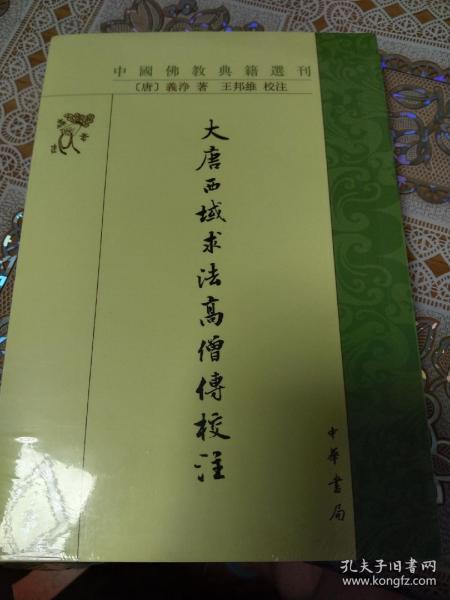 中國佛教典籍選刊
〔唐〕義浄 著 王邦維 校注
大唐西域求法高僧傳校注
中華書局
孔夫子旧书网
www.kongfz.com